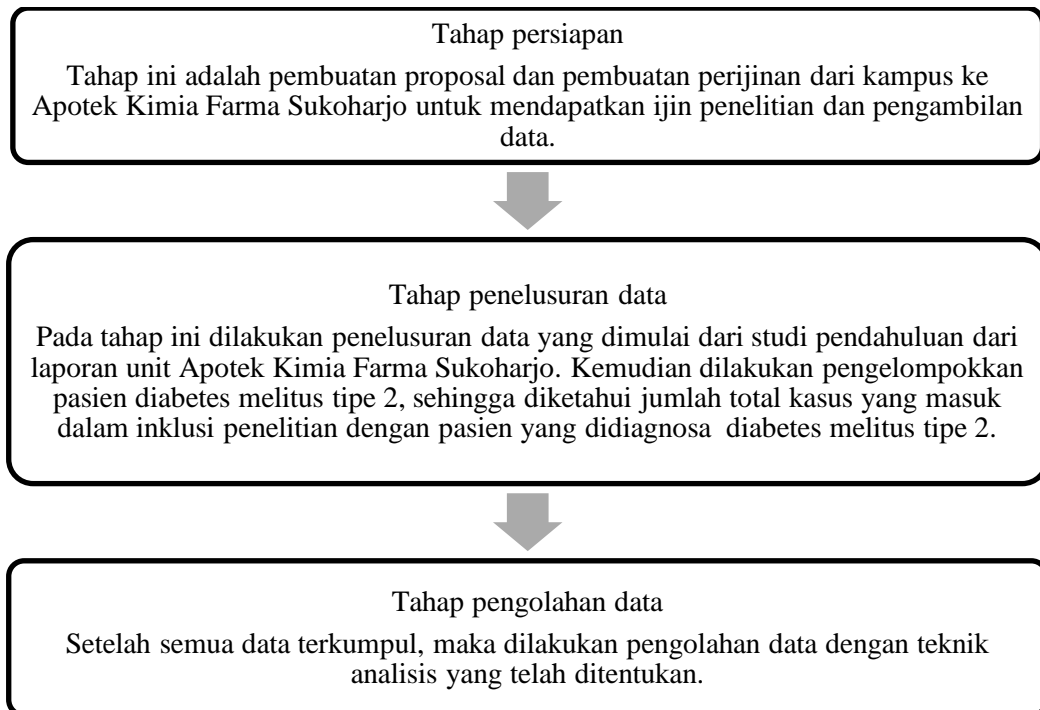 Tahap persiapan
Tahap ini adalah pembuatan proposal dan pembuatan perijinan dari kampus ke
Apotek Kimia Farma Sukoharjo untuk mendapatkan ijin penelitian dan pengambilan
data.
Tahap penelusuran data
Pada tahap ini dilakukan penelusuran data yang dimulai dari studi pendahuluan dari
laporan unit Apotek Kimia Farma Sukoharjo. Kemudian dilakukan pengelompokkan
pasien diabetes melitus tipe 2, sehingga diketahui jumlah total kasus yang masuk
dalam inklusi penelitian dengan pasien yang didiagnosa diabetes melitus tipe 2.
Tahap pengolahan data
Setelah semua data terkumpul, maka dilakukan pengolahan data dengan teknik
analisis yang telah ditentukan.